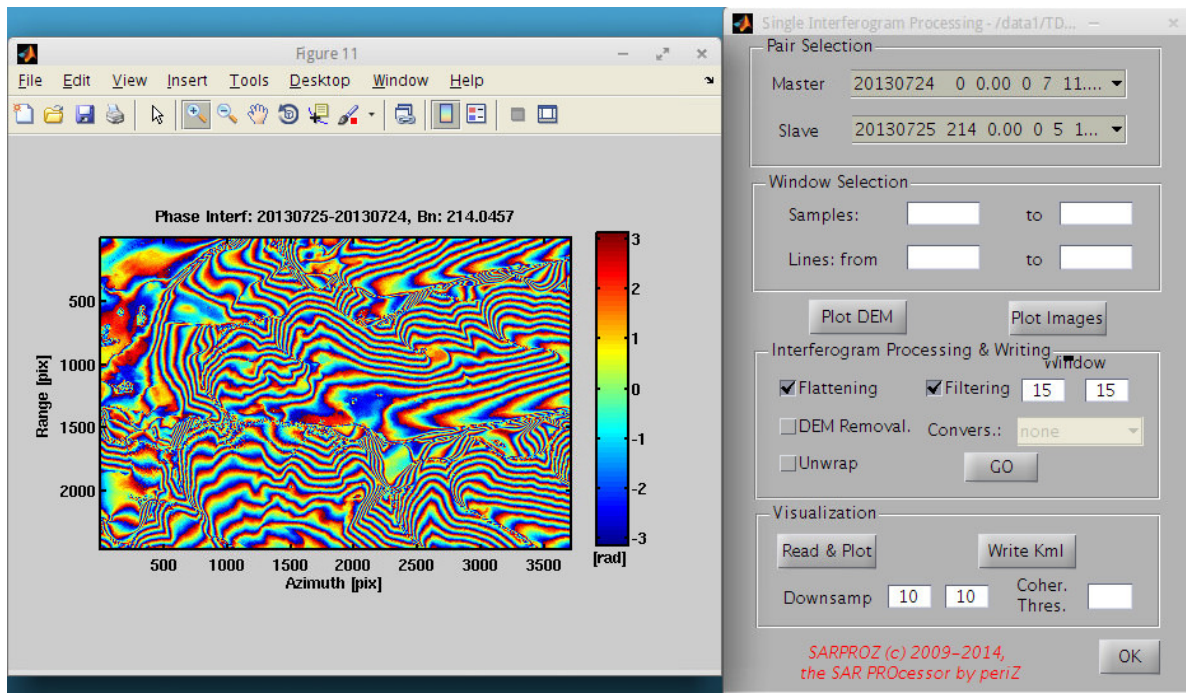 Figure 11
File Edit View Insert Tools Desktop Window Help
Phase Interf: 20130725-20130724, Bn: 214.0457
500
1000
1500
2000
Range [pix]
500 1000 1500 2000 2500 3000 3500
Azimuth [pix]
3
2
1
0
-1
-2
-3
[rad]
Single Interferogram Processing - /data1/TD...
Pair Selection
Master 20130724 0 0.00 0 7 11....
Slave 20130725 214 0.00 0 5 1...
Window Selection
Samples: to
Lines: from to
Plot DEM Plot Images
Interferogram Processing & Writing
Window
Flattening Filtering 15 15
DEM Removal. Convers.: none
Unwrap GO
Visualization
Read & Plot Write Kml
Downsamp 10 10 Coher.
Thres.
SARPROZ (c) 2009-2014,
the SAR PROcessor by periZ
OK